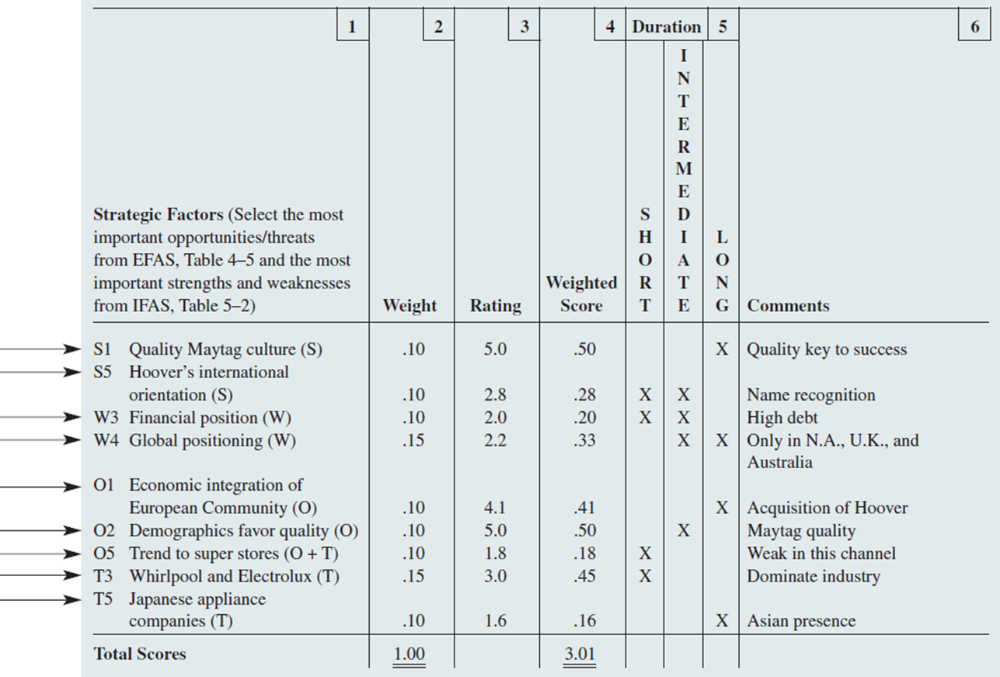 1 2 3 4 Duration 5 6
SHORT
INTERMEDIATE
LONG
Strategic Factors (Select the most
important opportunities/threats
from EFAS, Table 4–5 and the most
important strengths and weaknesses
from IFAS, Table 5–2)
Weight
Rating
Weighted
Score
Comments
S1 Quality Maytag culture (S) .10 5.0 .50 X Quality key to success
S5 Hoover’s international
orientation (S) .10 2.8 .28 X X Name recognition
W3 Financial position (W) .10 2.0 .20 X X High debt
W4 Global positioning (W) .15 2.2 .33 X X Only in N.A., U.K., and
Australia
O1 Economic integration of
European Community (O) .10 4.1 .41 X Acquisition of Hoover
O2 Demographics favor quality (O) .10 5.0 .50 X Maytag quality
O5 Trend to super stores (O + T) .10 1.8 .18 X Weak in this channel
T3 Whirlpool and Electrolux (T) .15 3.0 .45 X Dominate industry
T5 Japanese appliance
companies (T) .10 1.6 .16 X Asian presence
Total Scores 1.00 3.01